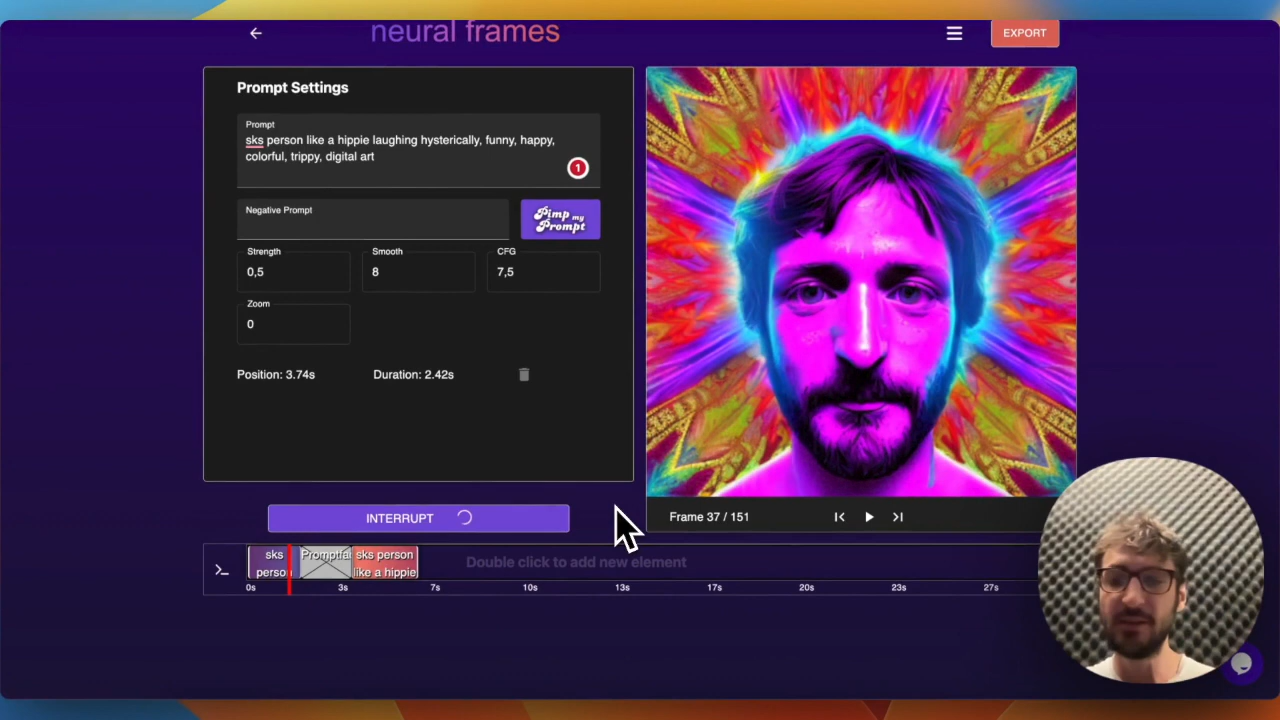 neural frames
EXPORT
Prompt Settings
Prompt
sks person like a hippie laughing hysterically, funny, happy,
colorful, trippy, digital art
1
Negative Prompt
Pimp my
Prompt
Strength
Smooth
CFG
0,5
8
7,5
Zoom
0
Position: 3.74s
Duration: 2.42s
INTERRUPT
Frame 37 / 151
sks
person
Promptfa
sks person
like a hippie
Double click to add new element
0s
3s
7s
10s
13s
17s
20s
23s
27s